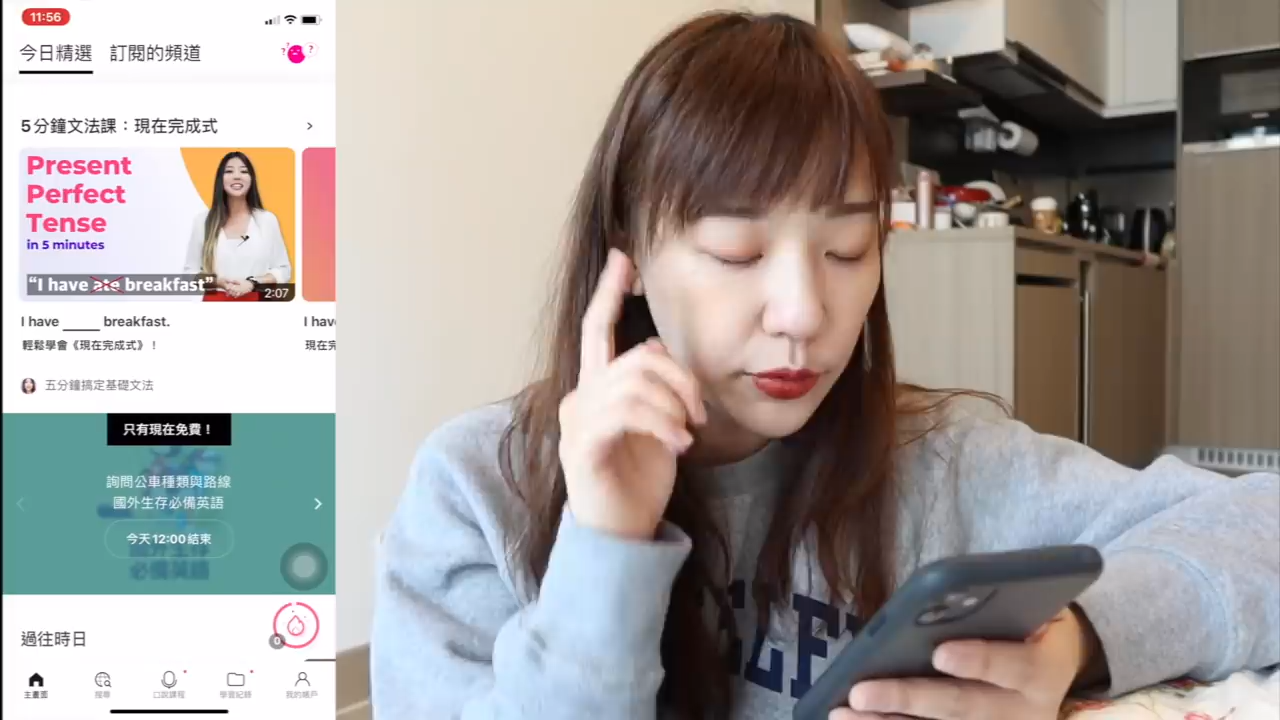 11:56
今日精選 訂閱的頻道
5分鐘文法課：現在完成式
Present
Perfect
Tense
in 5 minutes
“I have ate breakfast”
2:07
I have _____ breakfast.
輕鬆學會《現在完成式》！
I hav
現在完
五分鐘搞定基礎文法
只有現在免費！
詢問公車種類與路線
國外生存必備英語
今天12:00結束
必備英語
0
過往時日
主畫面
搜尋
口說課程
學習紀錄
我的帳戶